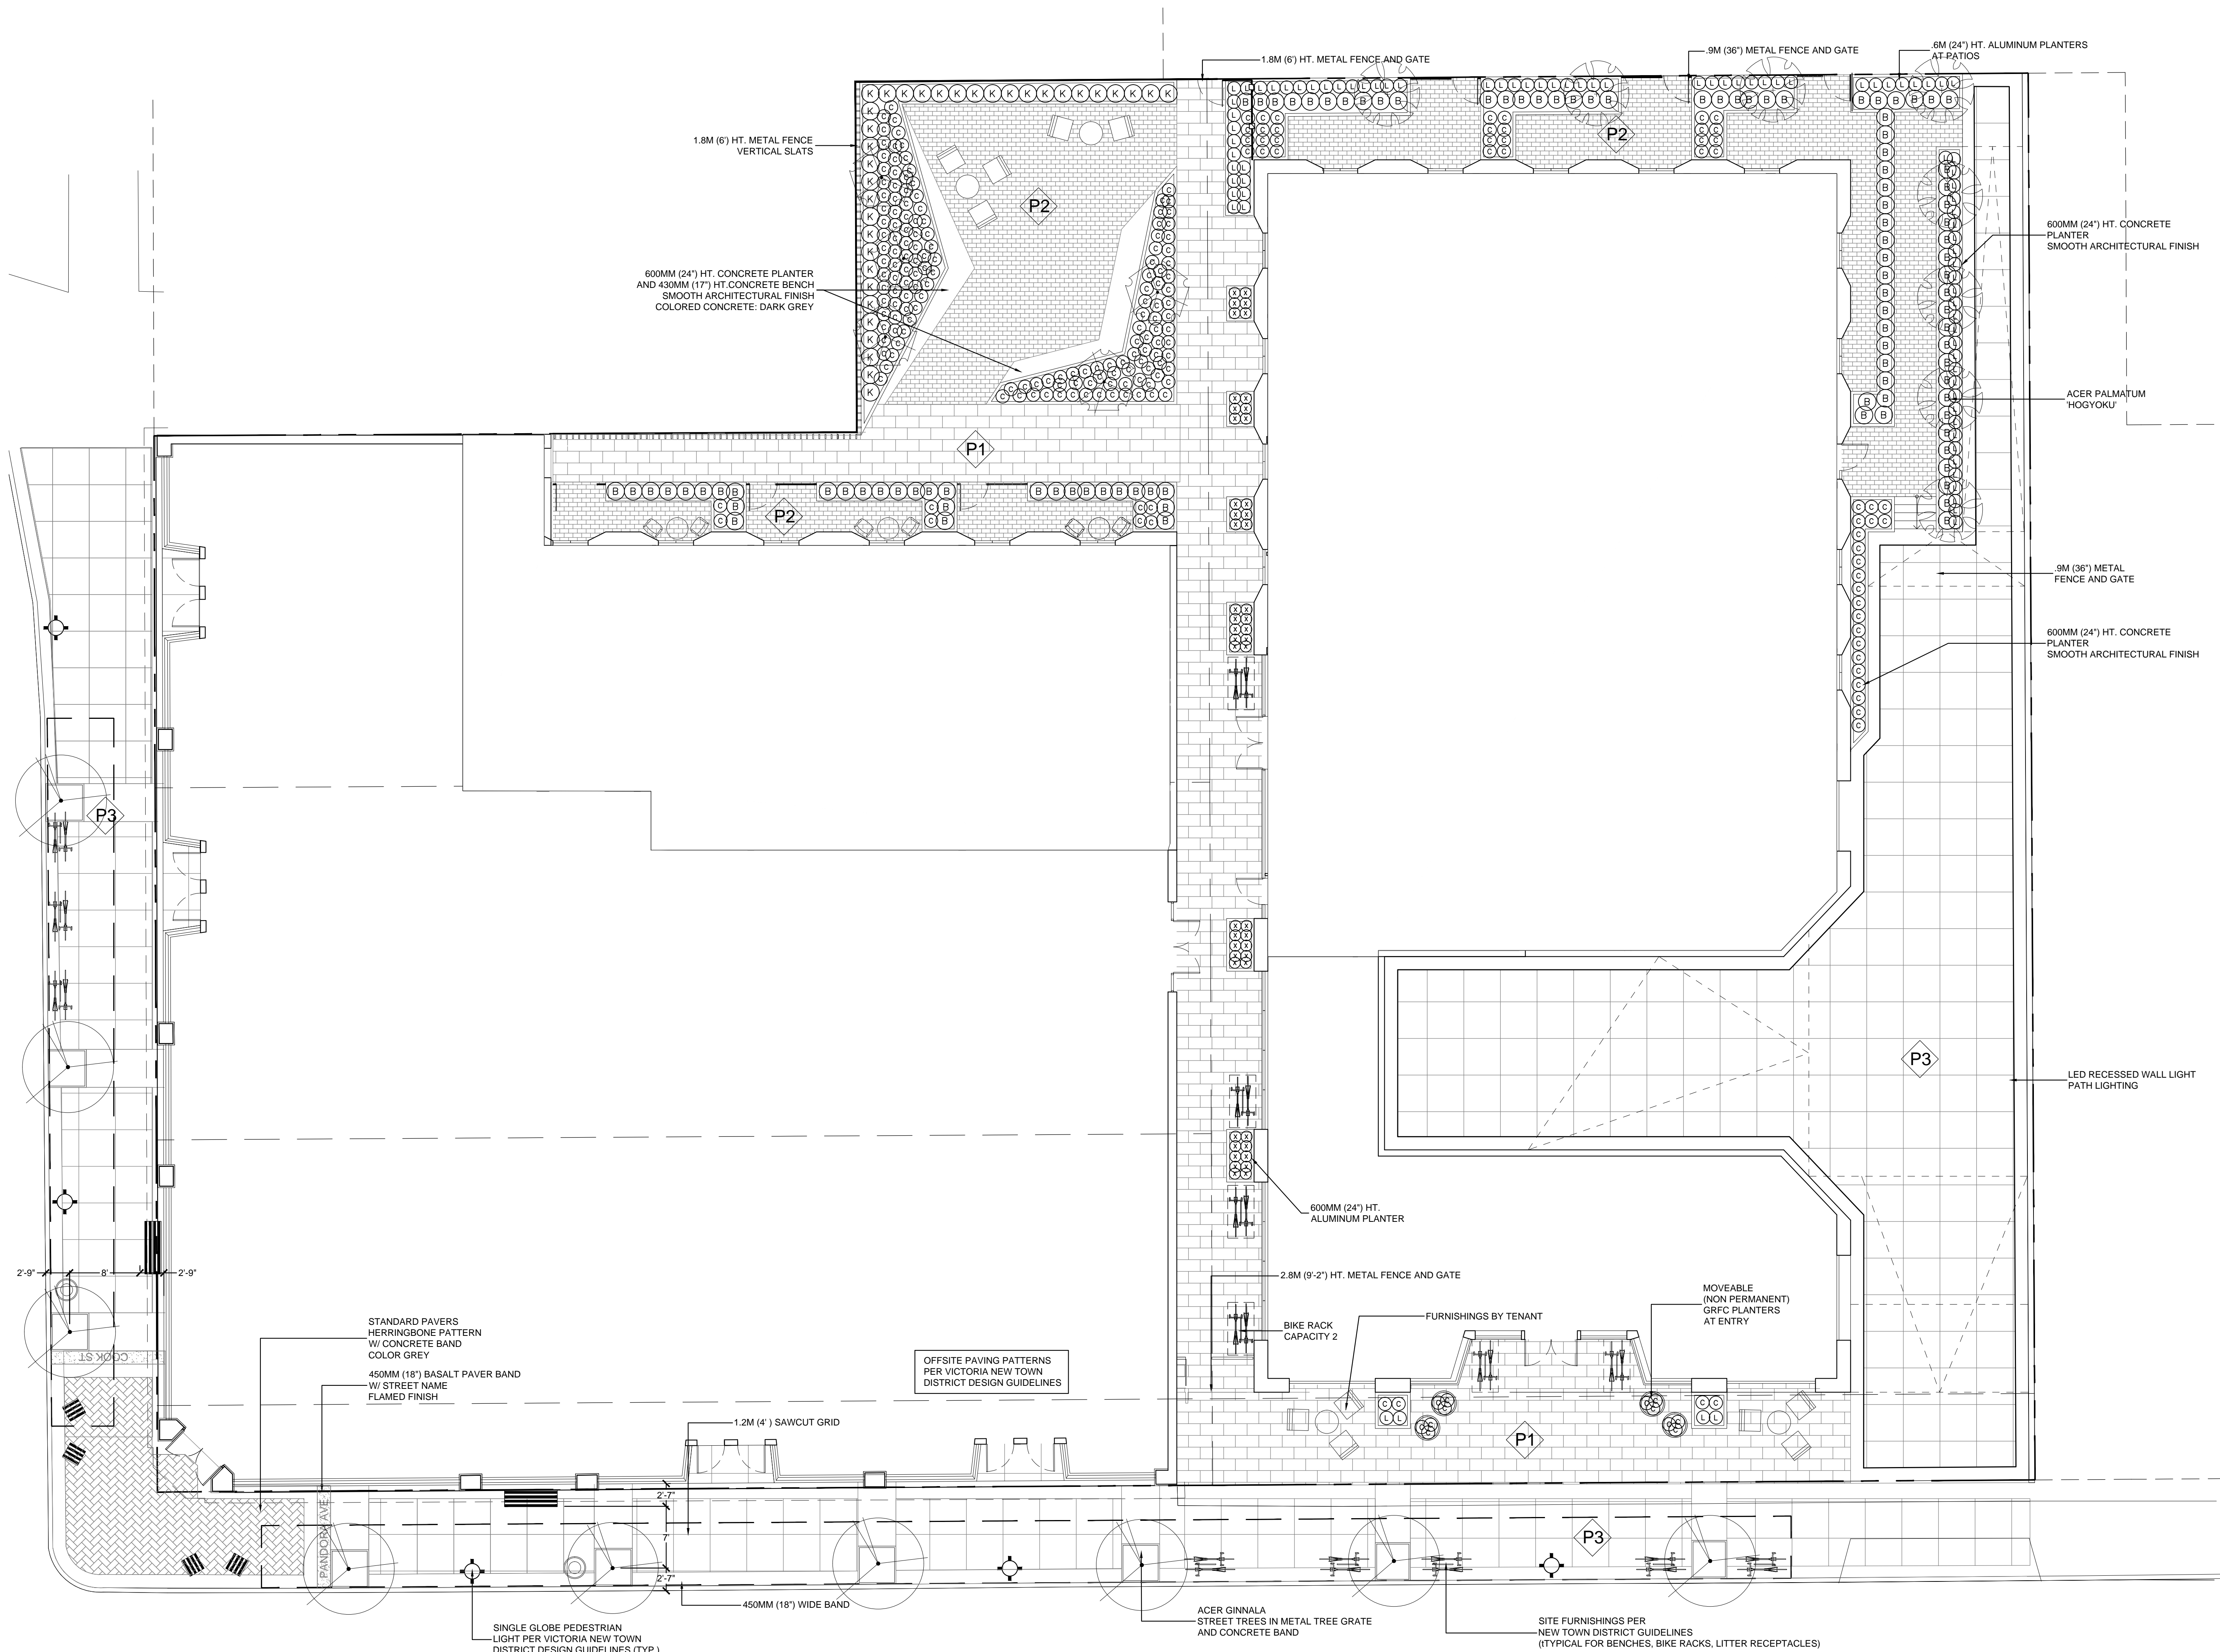 1.8M (6') HT. METAL FENCE AND GATE
.9M (36") METAL FENCE AND GATE
.6M (24") HT. ALUMINUM PLANTERS
AT PATIOS
1.8M (6') HT. METAL FENCE
VERTICAL SLATS
P2
P2
600MM (24") HT. CONCRETE
PLANTER
SMOOTH ARCHITECTURAL FINISH
600MM (24") HT. CONCRETE PLANTER
AND 430MM (17") HT.CONCRETE BENCH
SMOOTH ARCHITECTURAL FINISH
COLORED CONCRETE: DARK GREY
ACER PALMATUM
'HOGYOKU'
P1
P2
.9M (36") METAL
FENCE AND GATE
600MM (24") HT. CONCRETE
PLANTER
SMOOTH ARCHITECTURAL FINISH
P3
P3
LED RECESSED WALL LIGHT
PATH LIGHTING
600MM (24") HT.
ALUMINUM PLANTER
2'-9"
8'
2'-9"
2.8M (9'-2") HT. METAL FENCE AND GATE
MOVEABLE
(NON PERMANENT)
GRFC PLANTERS
AT ENTRY
FURNISHINGS BY TENANT
BIKE RACK
CAPACITY 2
STANDARD PAVERS
HERRINGBONE PATTERN
W/ CONCRETE BAND
COLOR GREY
COOK ST
450MM (18") BASALT PAVER BAND
W/ STREET NAME
FLAMED FINISH
OFFSITE PAVING PATTERNS
PER VICTORIA NEW TOWN
DISTRICT DESIGN GUIDELINES
1.2M (4' ) SAWCUT GRID
P1
2'-7"
7'
2'-7"
PANDORA AVE
P3
450MM (18") WIDE BAND
SINGLE GLOBE PEDESTRIAN
LIGHT PER VICTORIA NEW TOWN
DISTRICT DESIGN GUIDELINES (TYP.)
ACER GINNALA
STREET TREES IN METAL TREE GRATE
AND CONCRETE BAND
SITE FURNISHINGS PER
NEW TOWN DISTRICT GUIDELINES
(tTYPICAL FOR BENCHES, BIKE RACKS, LITTER RECEPTACLES)